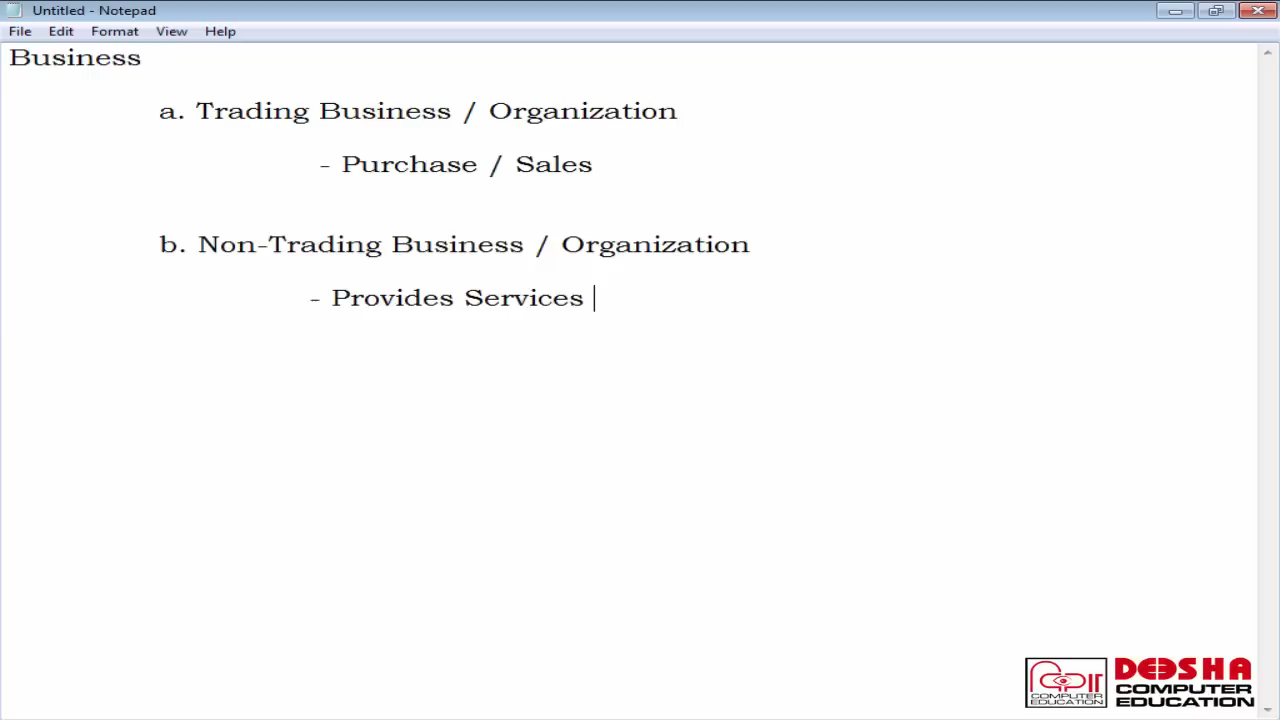 Untitled - Notepad
File Edit Format View Help
Business
a. Trading Business / Organization
- Purchase / Sales
b. Non-Trading Business / Organization
- Provides Services
COMPUTER
EDUCATION
COMPUTER
EDUCATION